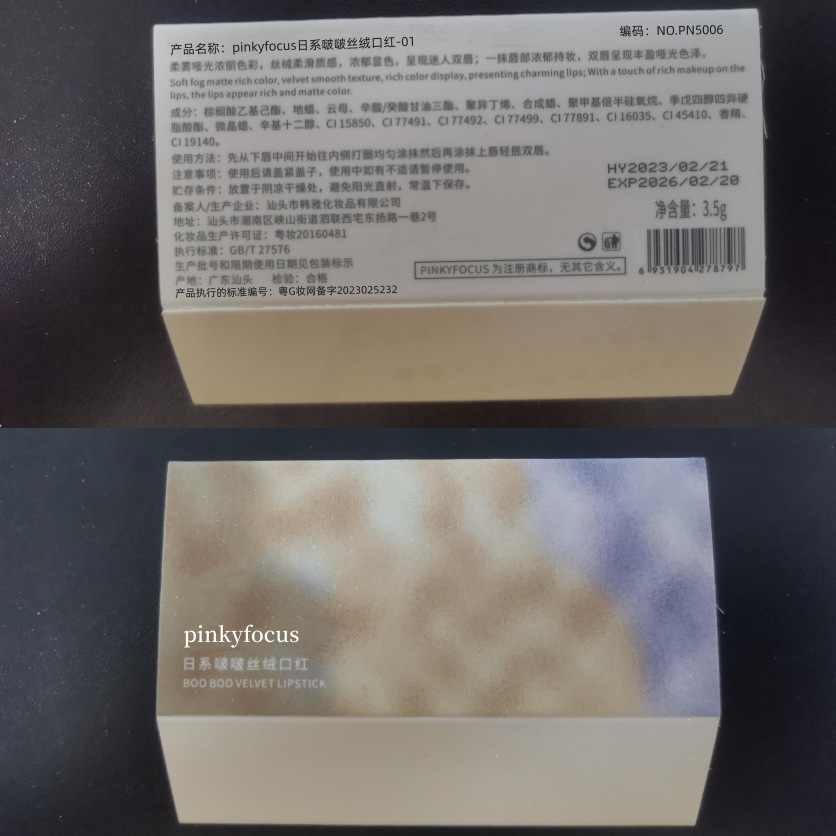 产品名称：pinkyfocus日系啵啵丝绒口红-01
编码：NO.PN5006
柔雾哑光浓丽色彩，丝绒柔滑质感，浓郁显色，呈现迷人双唇；一抹唇部浓郁持妆，双唇呈现丰盈哑光色泽。
Soft fog matte rich color, velvet smooth texture, rich color display, presenting charming lips; With a touch of rich makeup on the
lips, the lips appear rich and matte color.
成分：棕榈酸乙基己酯、地蜡、云母、辛酸/癸酸甘油三酯、聚异丁烯、合成蜡、聚甲基倍半硅氧烷、季戊四醇四异硬
脂酸酯、微晶蜡、辛基十二醇、CI 15850、CI 77491、CI 77492、CI 77499、CI 77891、CI 16035、CI 45410、香精、
CI 19140。
使用方法：先从下唇中间开始往内侧打圈均匀涂抹然后再涂抹上唇轻抿双唇。
注意事项：使用后请盖紧盖子，使用中如有不适请暂停使用。
贮存条件：放置于阴凉干燥处，避免阳光直射，常温下保存。
HY2023/02/21
EXP2026/02/20
备案人/生产企业：汕头市韩雅化妆品有限公司
地址：汕头市潮南区峡山街道泗联西宅东扬路一巷2号
净含量：3.5g
化妆品生产许可证：粤妆20160481
执行标准：GB/T 27576
生产批号和限期使用日期见包装标示
产地：广东汕头 检验：合格
PINKYFOCUS 为注册商标，无其它含义。
6 931904 278797
产品执行的标准编号：粤G妆网备字2023025232
pinkyfocus
日系啵啵丝绒口红
BOO BOO VELVET LIPSTICK